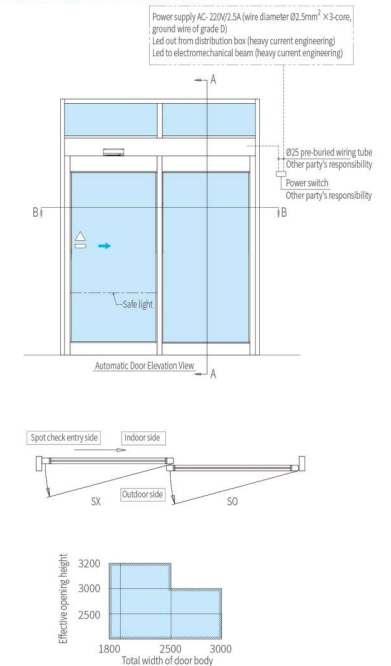 Power supply AC- 220V/2.5A (wire diameter Ø2.5mm² ×3-core,
ground wire of grade D)
Led out from distribution box (heavy current engineering)
Led to electromechanical beam (heavy current engineering)
A
Ø25 pre-buried wiring tube
Other party's responsibility
Power switch
Other party's responsibility
B
B
Safe light
Automatic Door Elevation View
A
Spot check entry side
Indoor side
Outdoor side
SX
SO
Effective opening height
3200
3000
2500
1800
2500
3000
Total width of door body